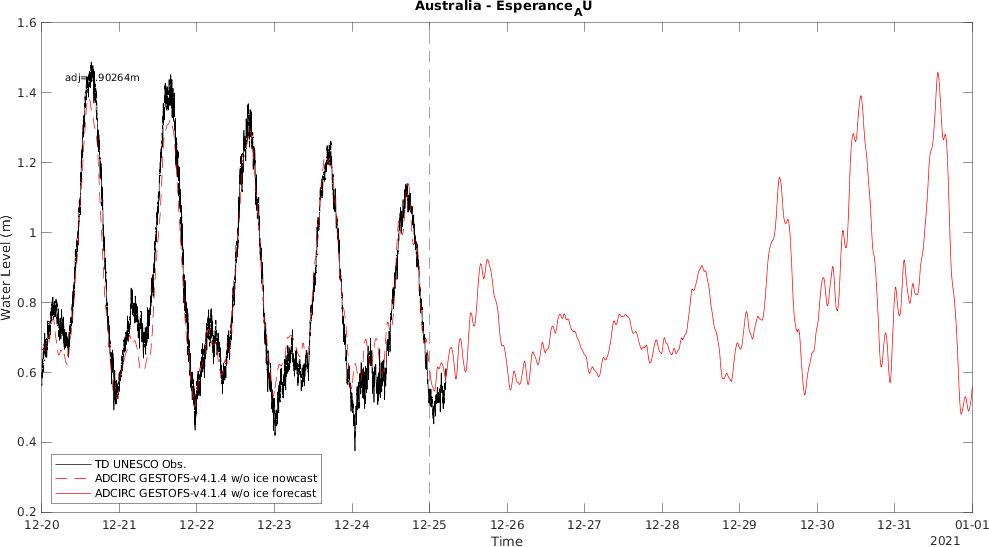 Australia - Esperance_AU
adj=0.90264m
Water Level (m)
1.6
1.4
1.2
1
0.8
0.6
0.4
0.2
TD UNESCO Obs.
ADCIRC GESTOFS-v4.1.4 w/o ice nowcast
ADCIRC GESTOFS-v4.1.4 w/o ice forecast
12-20 12-21 12-22 12-23 12-24 12-25 12-26 12-27 12-28 12-29 12-30 12-31 01-01
Time
2021